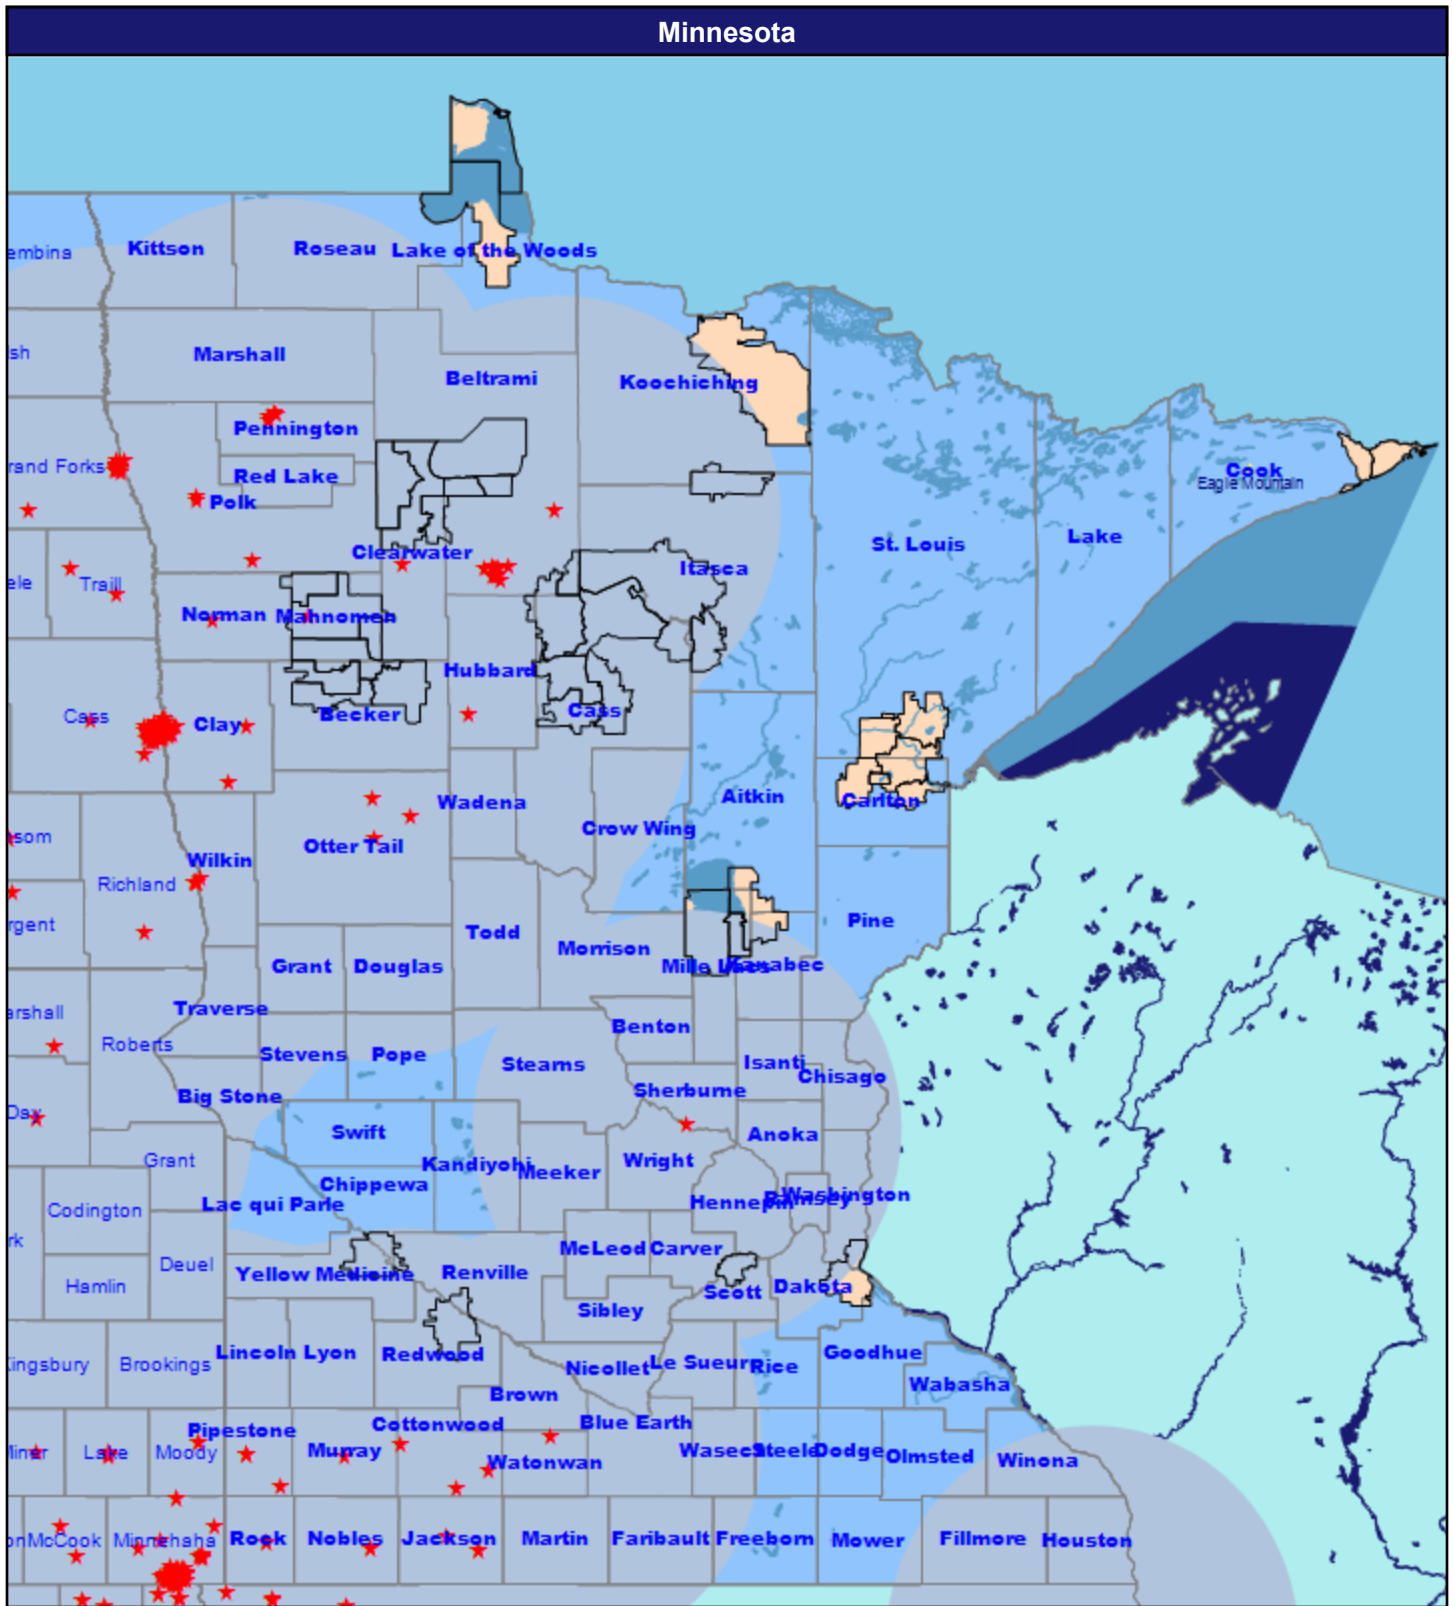 Minnesota
embina
Kittson
Roseau
Lake of the Woods
sh
Marshall
Beltrami
Koochiching
Pennington
rand Forks
Red Lake
Polk
Cook
Eagle Mountain
Clearwater
St. Louis
Lake
Itasca
ele
Traill
Norman
Mahnomen
Hubbard
Cass
Clay
Becker
Cass
Wadena
Aitkin
Carlton
som
Otter Tail
Crow Wing
Wilkin
Richland
rgent
Todd
Morrison
Pine
Grant
Douglas
Mille Lacs
Kanabec
arshall
Traverse
Roberts
Stevens
Pope
Benton
Stearns
Isanti
Chisago
Sherburne
Big Stone
Day
Swift
Anoka
Grant
Kandiyohi
Meeker
Wright
Chippewa
Codington
Lac qui Parle
Hennepin
Ramsey
Washington
rk
Deuel
McLeod
Carver
Hamlin
Yellow Medicine
Renville
Scott
Dakota
Sibley
Kingsbury
Brookings
Lincoln
Lyon
Redwood
Nicollet
Le Sueur
Rice
Goodhue
Brown
Wabasha
Cottonwood
Blue Earth
Pipestone
Miner
Lake
Moody
Murray
Watonwan
Waseca
Steele
Dodge
Olmsted
Winona
on
McCook
Minnehaha
Rock
Nobles
Jackson
Martin
Faribault
Freeborn
Mower
Fillmore
Houston